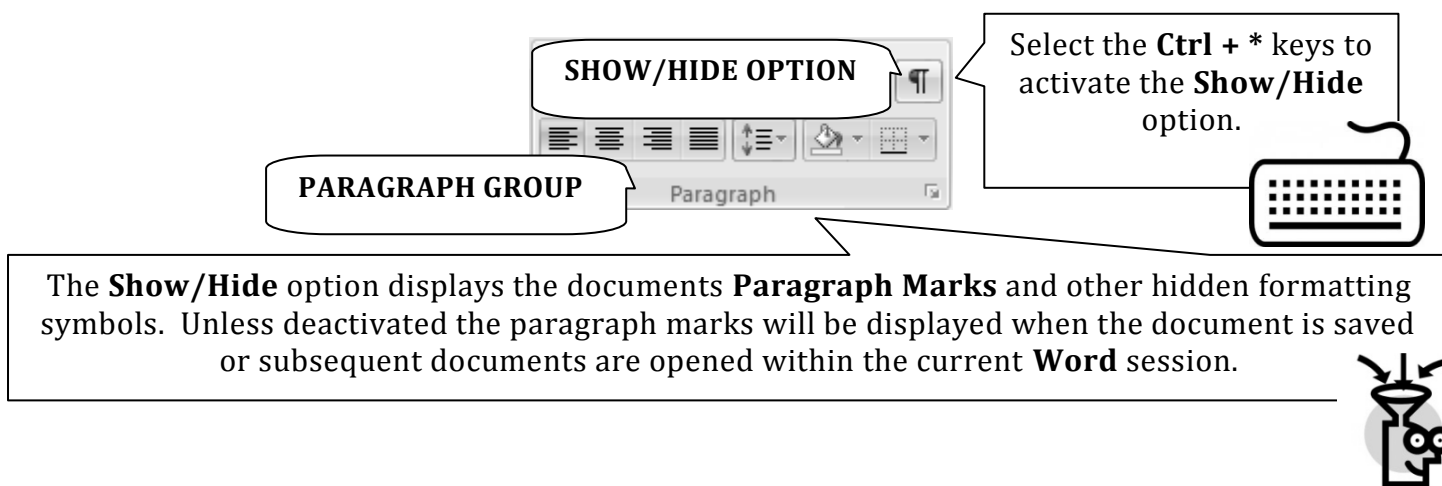 SHOW/HIDE OPTION
¶
Select the Ctrl + * keys to
activate the Show/Hide
option.
PARAGRAPH GROUP
Paragraph
The Show/Hide option displays the documents Paragraph Marks and other hidden formatting
symbols. Unless deactivated the paragraph marks will be displayed when the document is saved
or subsequent documents are opened within the current Word session.